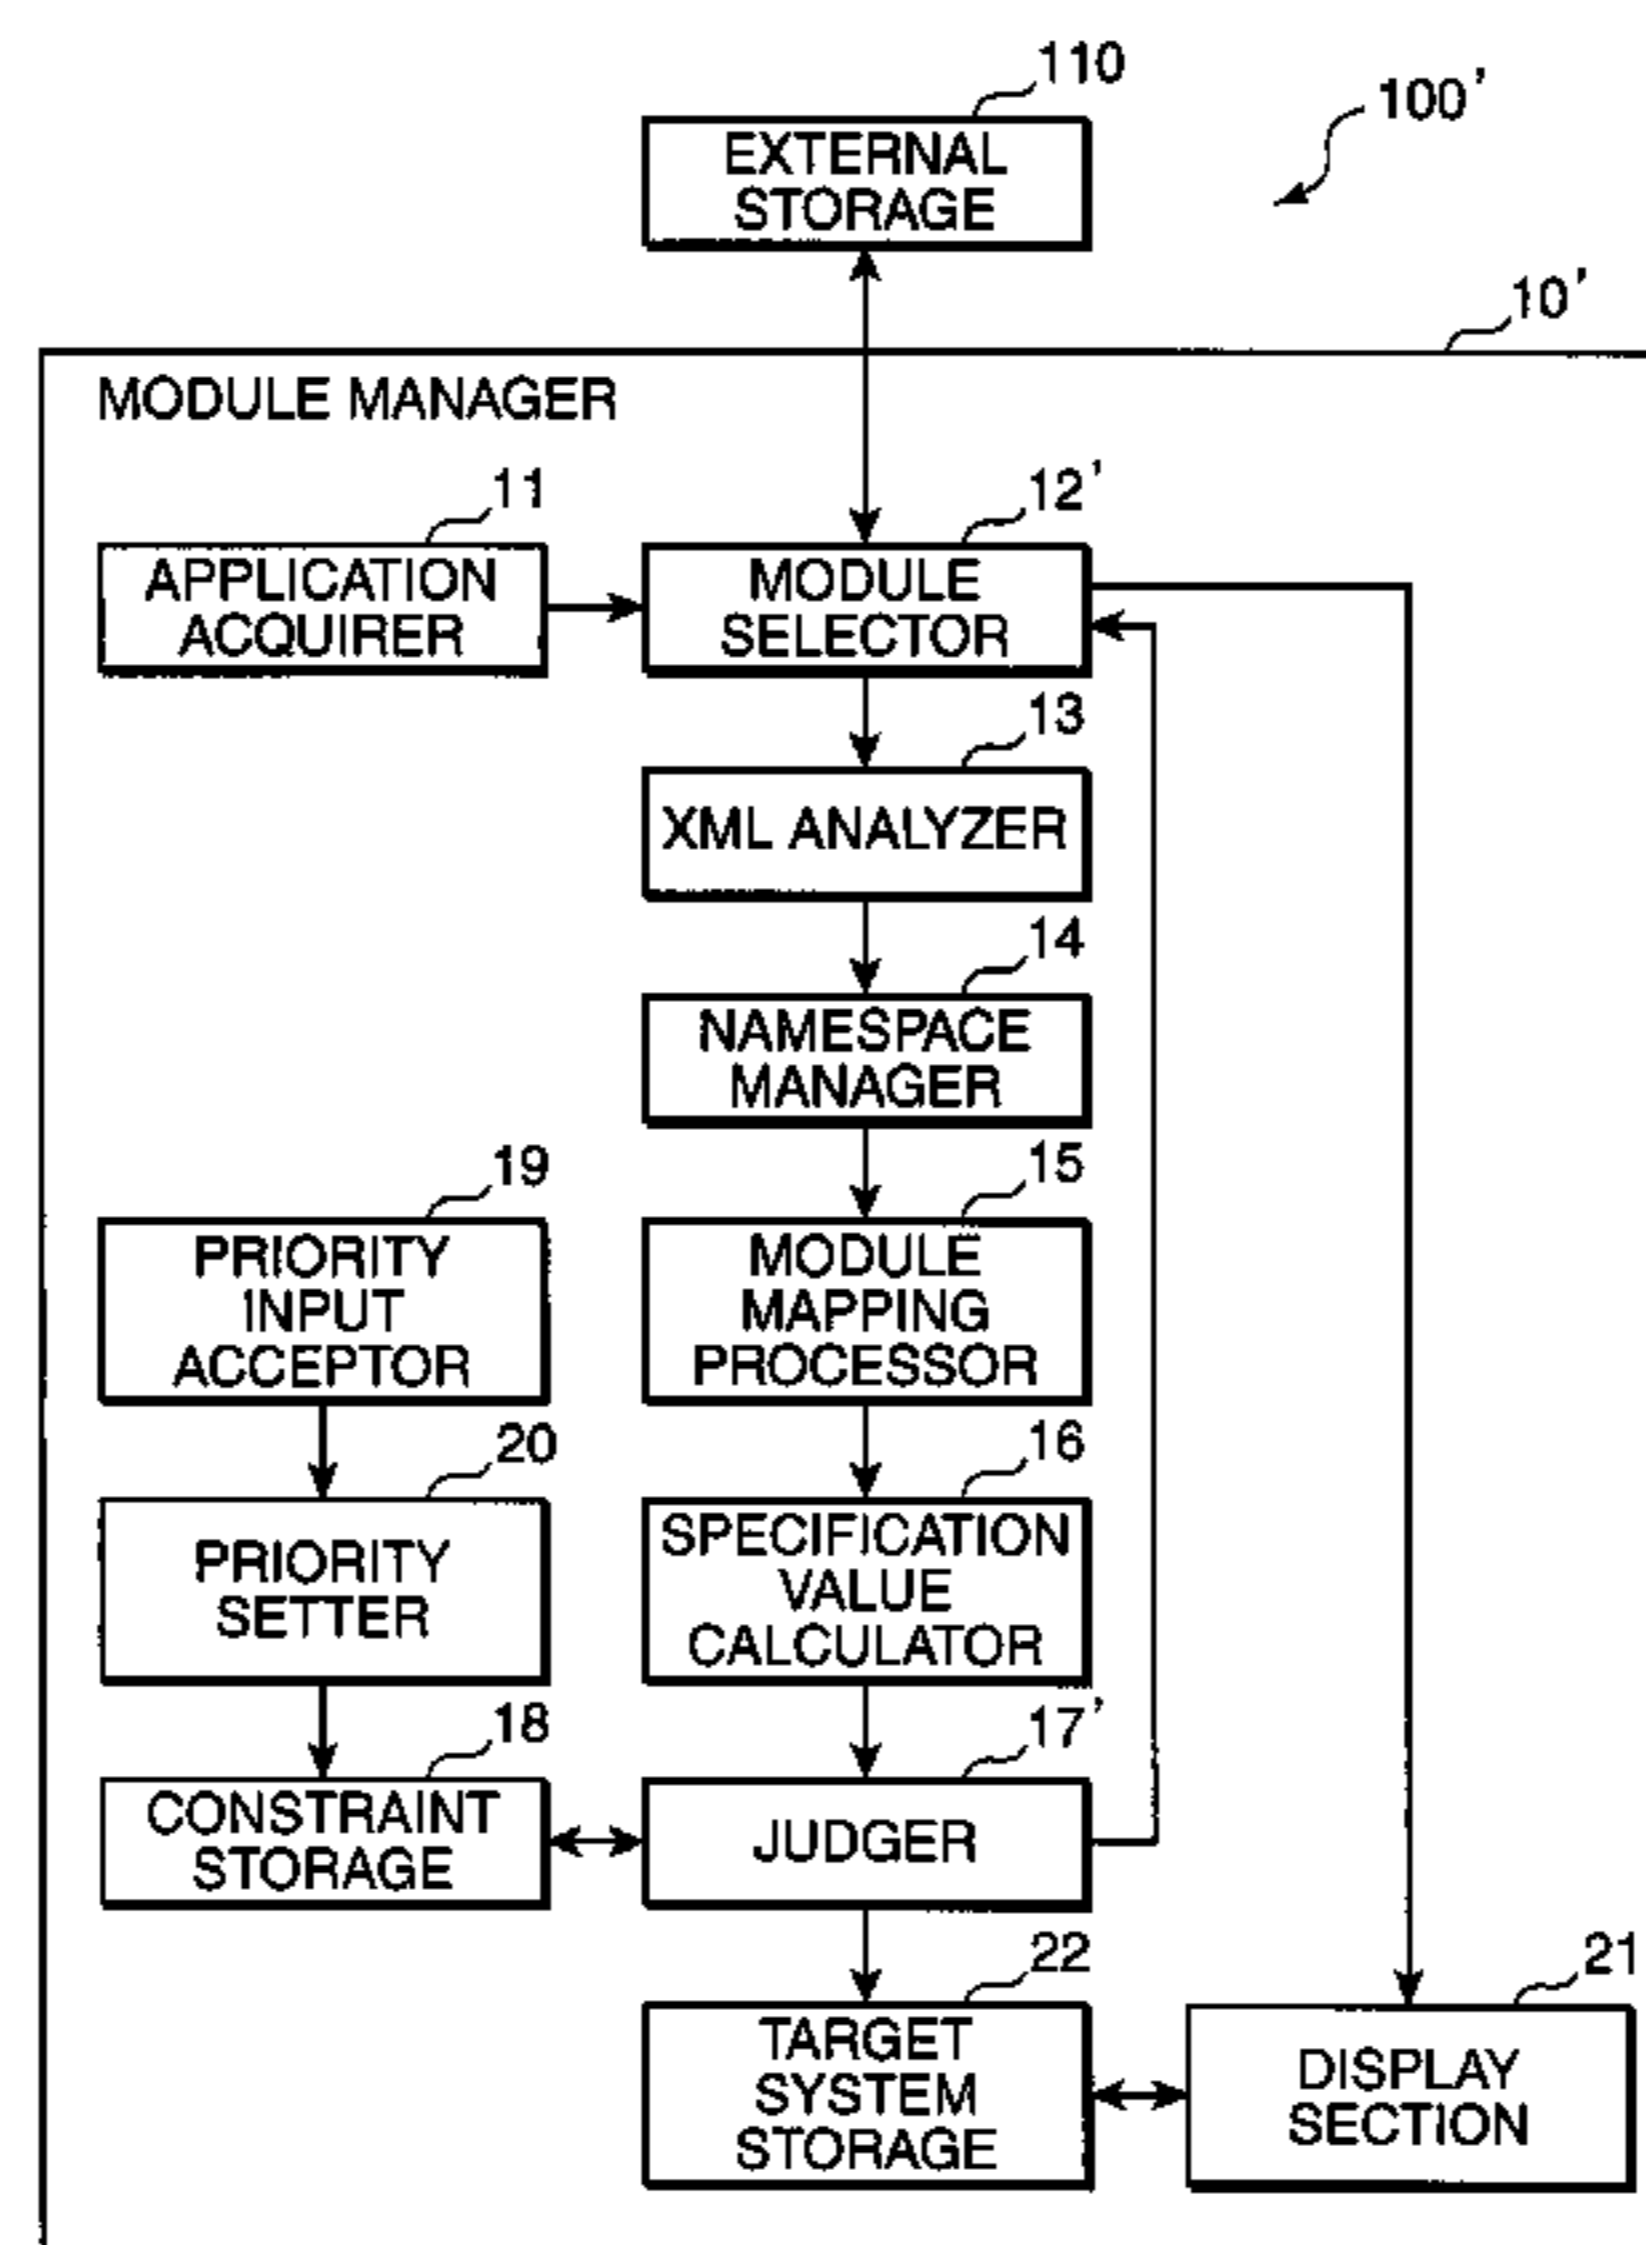 110
100'
EXTERNAL
STORAGE
10'
MODULE MANAGER
11
12'
APPLICATION
ACQUIRER
MODULE
SELECTOR
13
XML ANALYZER
14
NAMESPACE
MANAGER
19
15
PRIORITY
INPUT
ACCEPTOR
MODULE
MAPPING
PROCESSOR
20
16
PRIORITY
SETTER
SPECIFICATION
VALUE
CALCULATOR
18
17'
CONSTRAINT
STORAGE
JUDGER
22
21
TARGET
SYSTEM
STORAGE
DISPLAY
SECTION